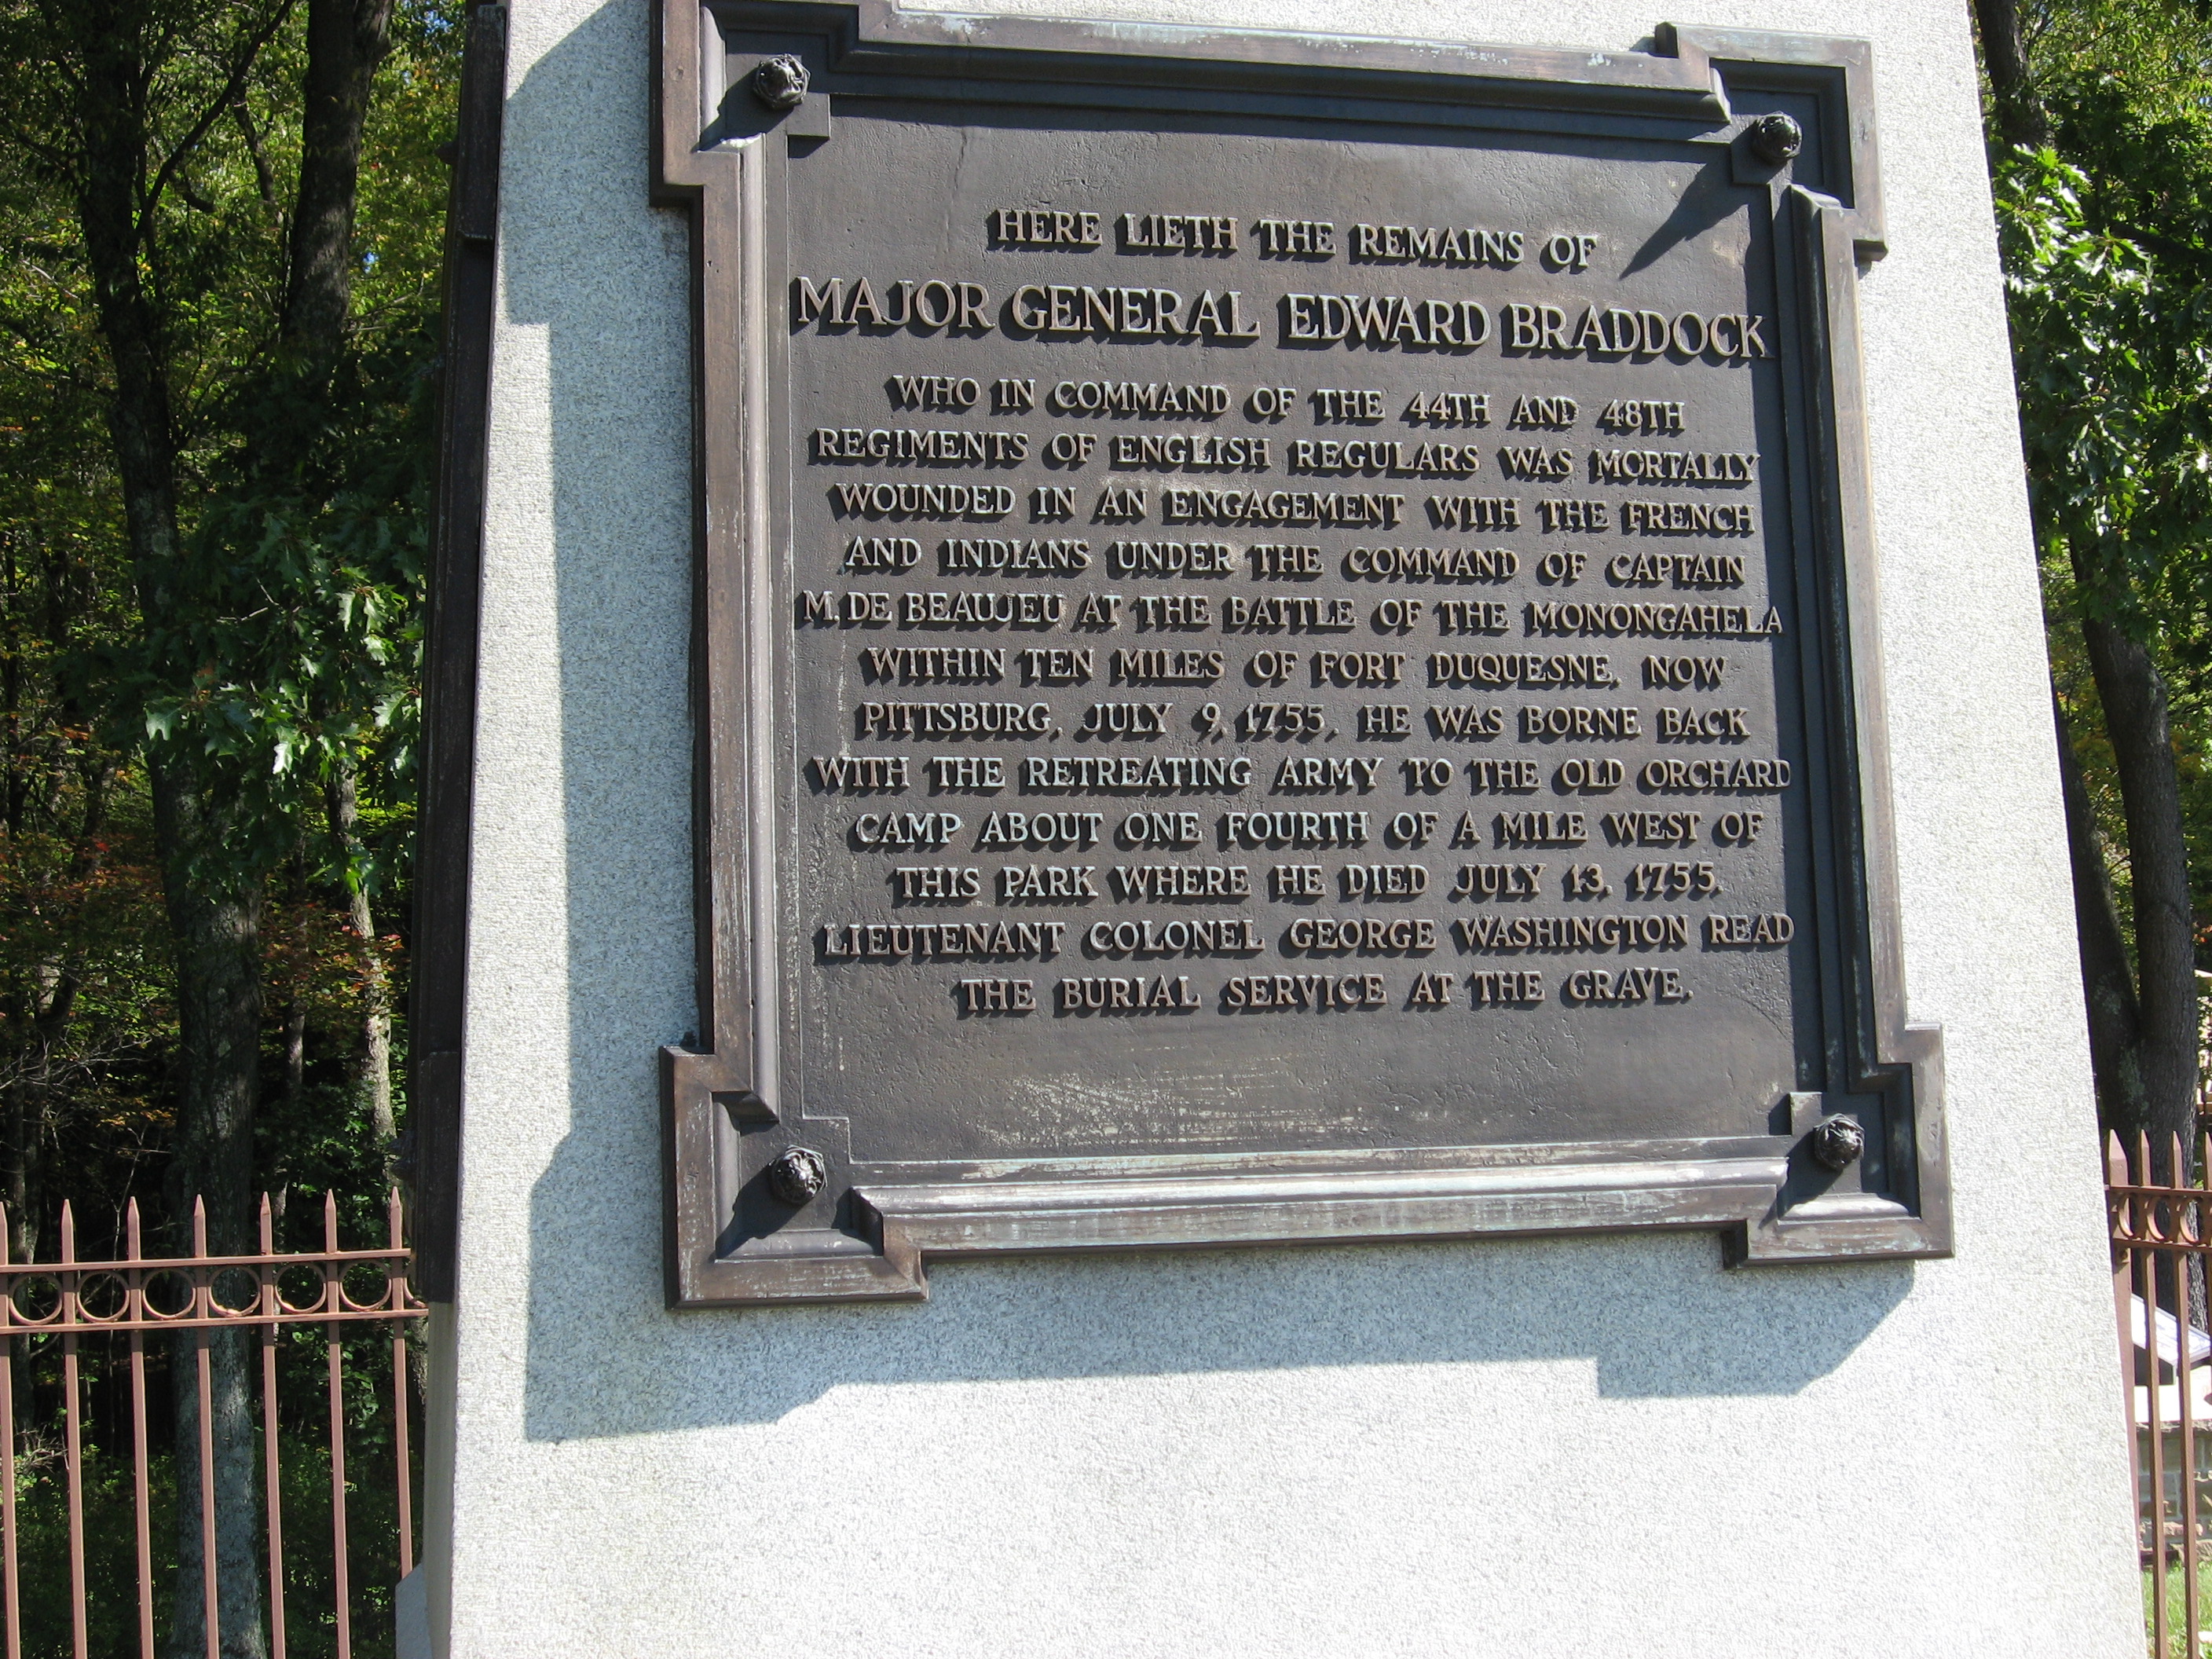 HERE LIETH THE REMAINS OF
MAJOR GENERAL EDWARD BRADDOCK
WHO IN COMMAND OF THE 44TH AND 48TH
REGIMENTS OF ENGLISH REGULARS WAS MORTALLY
WOUNDED IN AN ENGAGEMENT WITH THE FRENCH
AND INDIANS UNDER THE COMMAND OF CAPTAIN
M. DE BEAUJEU AT THE BATTLE OF THE MONONGAHELA
WITHIN TEN MILES OF FORT DUQUESNE, NOW
PITTSBURG, JULY 9, 1755, HE WAS BORNE BACK
WITH THE RETREATING ARMY TO THE OLD ORCHARD
CAMP ABOUT ONE FOURTH OF A MILE WEST OF
THIS PARK WHERE HE DIED JULY 13, 1755.
LIEUTENANT COLONEL GEORGE WASHINGTON READ
THE BURIAL SERVICE AT THE GRAVE.